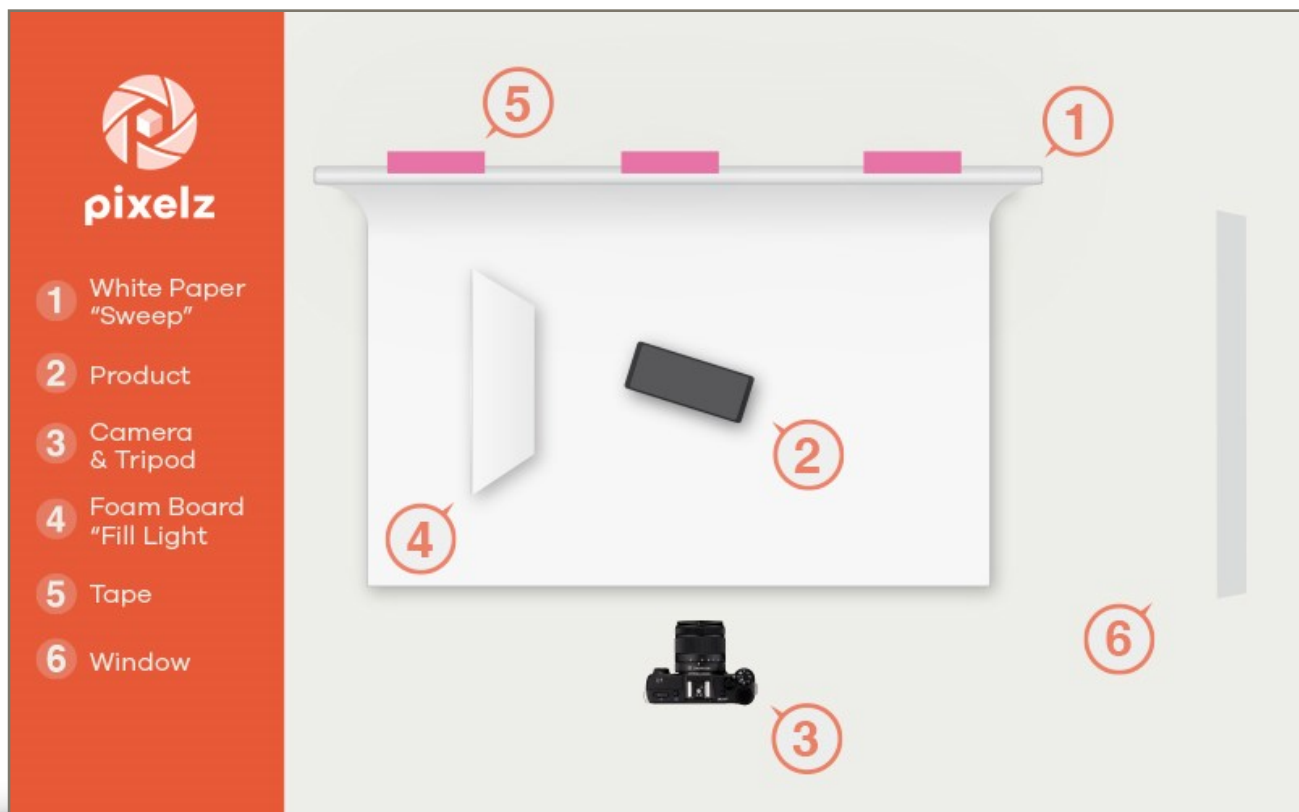 pixelz
1 White Paper
"Sweep"
2 Product
3 Camera
& Tripod
4 Foam Board
"Fill Light
5 Tape
6 Window
5
1
2
4
6
3